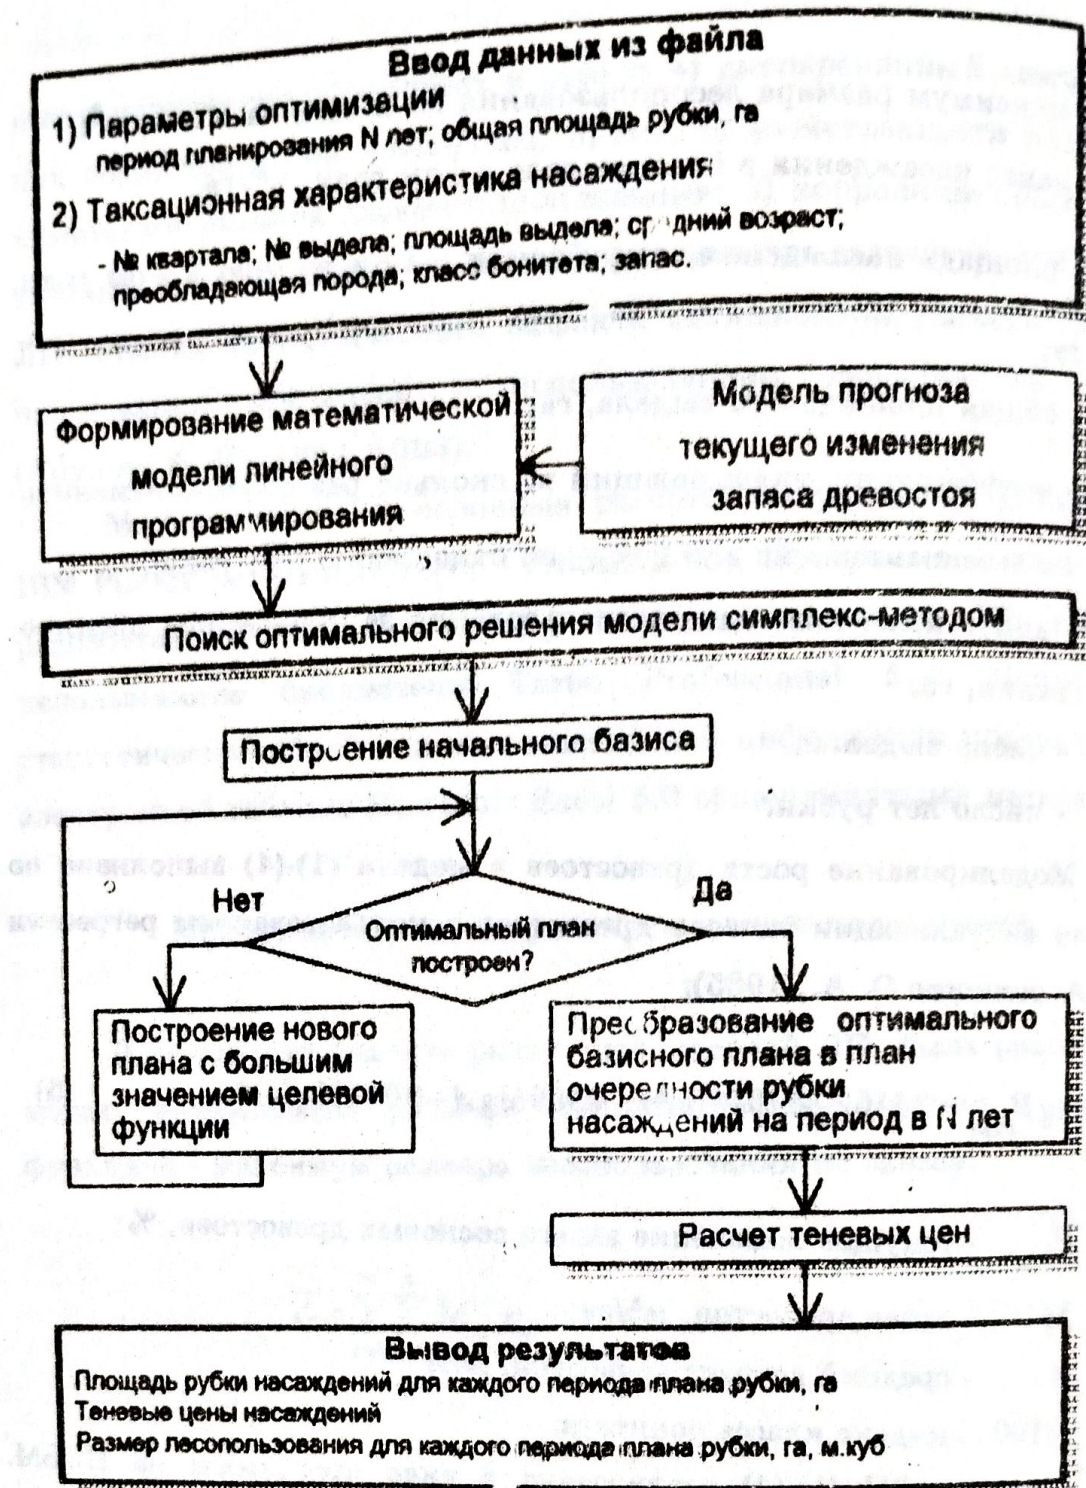 Ввод данных из файла
1) Параметры оптимизации
период планирования N лет; общая площадь рубки, га
2) Таксационная характеристика насаждения:
- № квартала; № выдела; площадь выдела; средний возраст;
преобладающая порода; класс бонитета; запас.
Формирование математической
модели линейного
программирования
Модель прогноза
текущего изменения
запаса древостоя
Поиск оптимального решения модели симплекс-методом
Построение начального базиса
Нет
Да
Оптимальный план
построен?
Построение нового
плана с большим
значением целевой
функции
Преобразование оптимального
базисного плана в план
очередности рубки
насаждений на период в N лет
Расчет теневых цен
Вывод результатов
Площадь рубки насаждений для каждого периода плана рубки, га
Теневые цены насаждений
Размер лесопользования для каждого периода плана рубки, га, м.куб